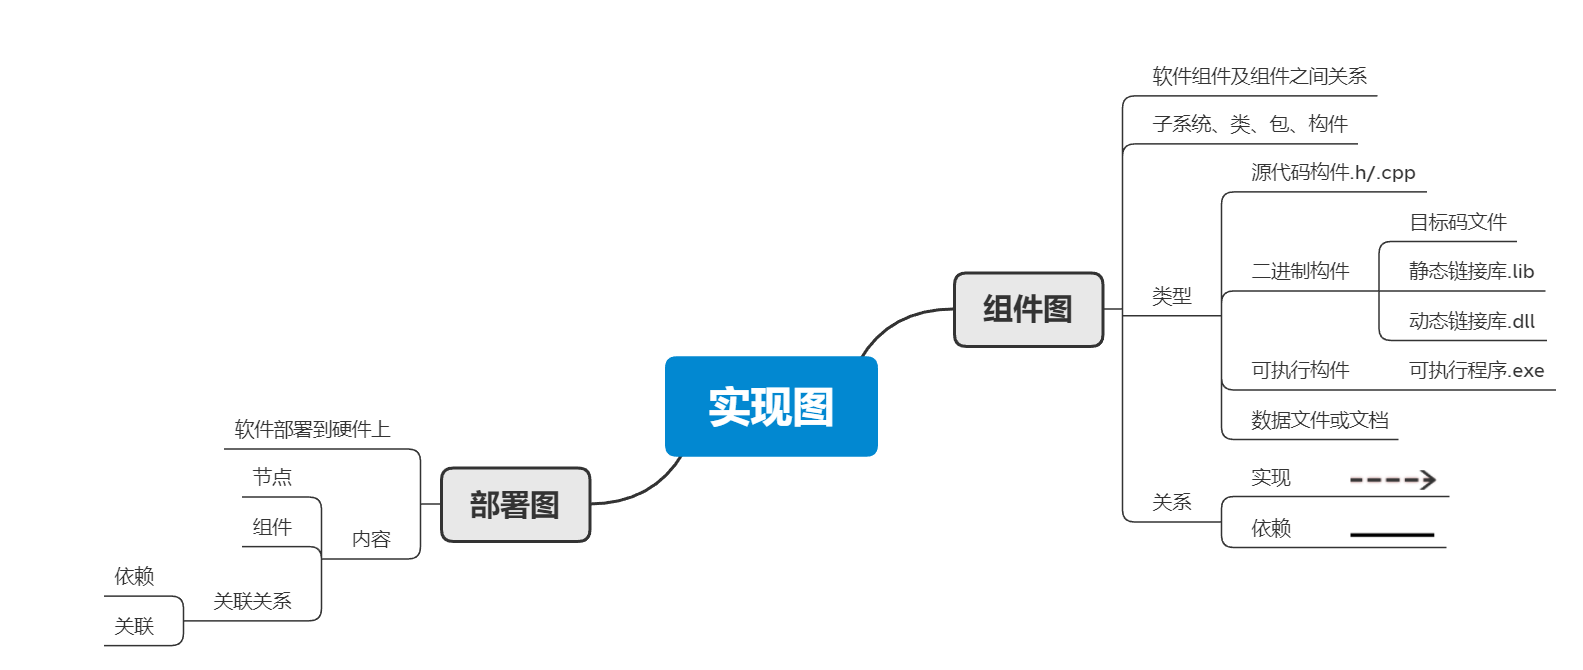 实现图
组件图
软件组件及组件之间关系
子系统、类、包、构件
类型
源代码构件.h/.cpp
二进制构件
目标码文件
静态链接库.lib
动态链接库.dll
可执行构件
可执行程序.exe
数据文件或文档
关系
实现
依赖
部署图
软件部署到硬件上
内容
节点
组件
关联关系
依赖
关联